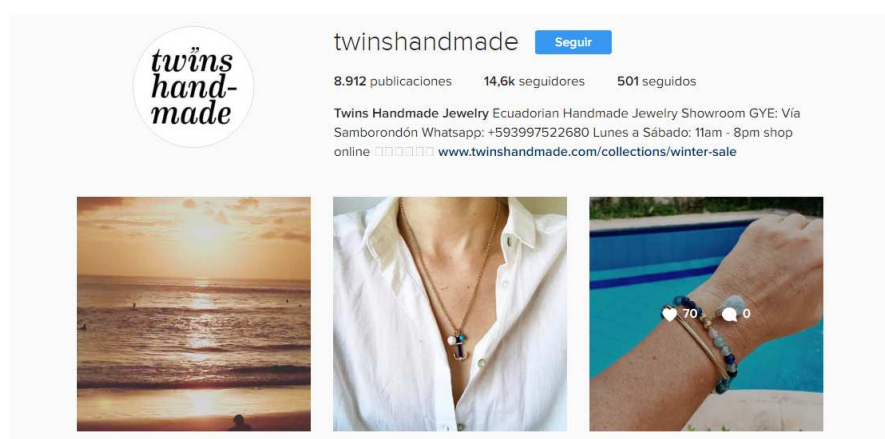 twïns
hand-
made
twinshandmade Seguir
8.912 publicaciones 14,6k seguidores 501 seguidos
Twins Handmade Jewelry Ecuadorian Handmade Jewelry Showroom GYE: Vía
Samborondón Whatsapp: +593997522680 Lunes a Sábado: 11am - 8pm shop
online □□□□□□ www.twinshandmade.com/collections/winter-sale
70 0